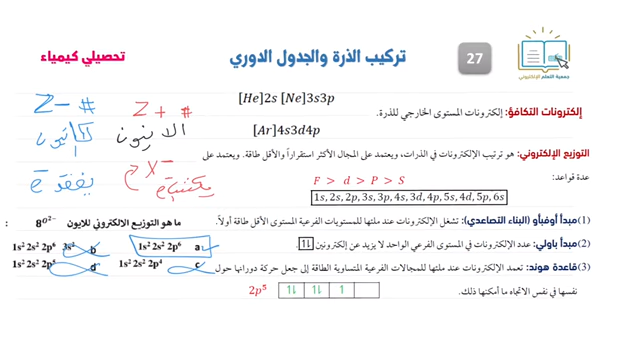 تحصيلي كيمياء
تركيب الذرة والجدول الدوري
27
جمعية التعلم الإلكتروني
[He]2s [Ne]3s3p
إلكترونات التكافؤ: إلكترونات المستوى الخارجي للذرة.
[Ar]4s3d4p
التوزيع الإلكتروني: هو ترتيب الإلكترونات في الذرات، ويعتمد على المجال الأكثر استقراراً والأقل طاقة. ويعتمد على
عدة قواعد:
F > d > P > S
1s, 2s, 2p, 3s, 3p, 4s, 3d, 4p, 5s, 4d, 5p, 6s
(1) مبدأ أوفباو (البناء التصاعدي): تشغل الإلكترونات عند ملئها للمستويات الفرعية المستوى الأقل طاقة أولاً.
(2) مبدأ باولي: عدد الإلكترونات في المستوى الفرعي الواحد لا يزيد عن إلكترونين ⥮.
(3) قاعدة هوند: تعمد الإلكترونات عند ملئها للمجالات الفرعية المتساوية الطاقة إلى جعل حركة دورانها حول
نفسها في نفس الاتجاه ما أمكنها ذلك.
2p⁵ 1l 1l 1
Z − #
Z + #
الايون
يفقد e⁻
يكتسب e⁻
ما هو التوزيع الالكتروني للايون ₈O²⁻ :
1s² 2s² 2p⁶ a
1s² 2s² 2p⁶ 3s² b
1s² 2s² 2p⁴ c
1s² 2s² 2p⁵ d